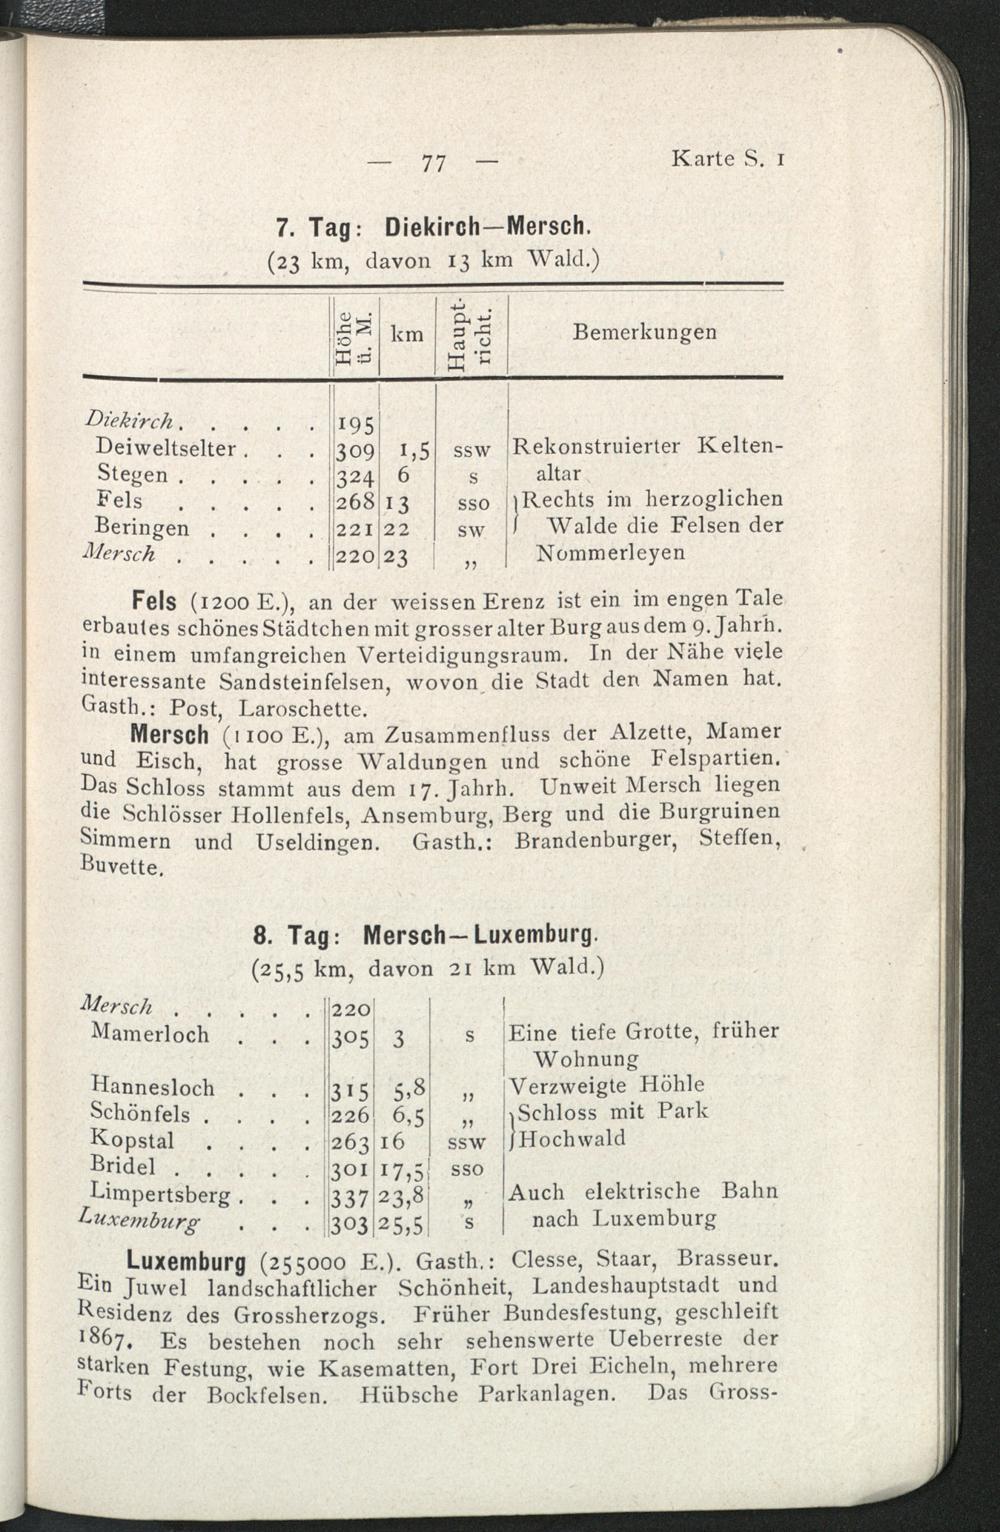 — 77 — Karte S. 1
7. Tag: Diekirch—Mersch.
(23 km, davon 13 km Wald.)
Höhe ü. M. km Haupt-richt. Bemerkungen
Diekirch . . . . . 195
Deiweltselter . . . 309 1,5 ssw Rekonstruierter Kelten-
Stegen . . . . . 324 6 s altar
Fels . . . . . 268 13 sso }Rechts im herzoglichen
Beringen . . . . 221 22 sw Walde die Felsen der
Mersch . . . . . 220 23 „ Nommerleyen
Fels (1200 E.), an der weissen Erenz ist ein im engen Tale
erbautes schönes Städtchen mit grosser alter Burg aus dem 9. Jahrh.
in einem umfangreichen Verteidigungsraum. In der Nähe viele
interessante Sandsteinfelsen, wovon die Stadt den Namen hat.
Gasth.: Post, Laroschette.
Mersch (1100 E.), am Zusammenfluss der Alzette, Mamer
und Eisch, hat grosse Waldungen und schöne Felspartien.
Das Schloss stammt aus dem 17. Jahrh. Unweit Mersch liegen
die Schlösser Hollenfels, Ansemburg, Berg und die Burgruinen
Simmern und Useldingen. Gasth.: Brandenburger, Steffen,
Buvette.
8. Tag: Mersch—Luxemburg.
(25,5 km, davon 21 km Wald.)
Mersch . . . . . 220
Mamerloch . . . 305 3 s Eine tiefe Grotte, früher
Wohnung
Hannesloch . . . 315 5,8 „ Verzweigte Höhle
Schönfels . . . . 226 6,5 „ }Schloss mit Park
Kopstal . . . . 263 16 ssw Hochwald
Bridel . . . . . 301 17,5 sso
Limpertsberg . . . 337 23,8 „ Auch elektrische Bahn
Luxemburg . . . 303 25,5 s nach Luxemburg
Luxemburg (255000 E.). Gasth.: Clesse, Staar, Brasseur.
Ein Juwel landschaftlicher Schönheit, Landeshauptstadt und
Residenz des Grossherzogs. Früher Bundesfestung, geschleift
1867. Es bestehen noch sehr sehenswerte Ueberreste der
starken Festung, wie Kasematten, Fort Drei Eicheln, mehrere
Forts der Bockfelsen. Hübsche Parkanlagen. Das Gross-